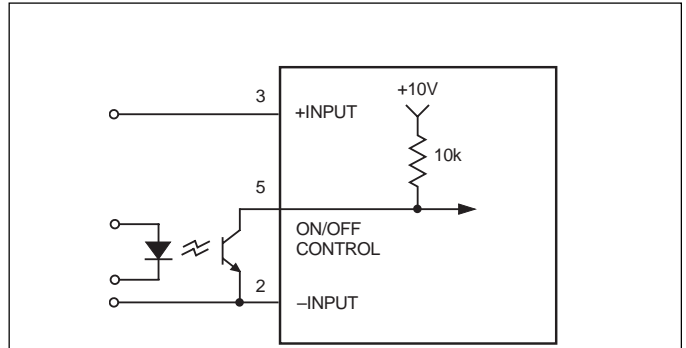 3
+INPUT
+10V
10k
5
ON/OFF
CONTROL
2
–INPUT